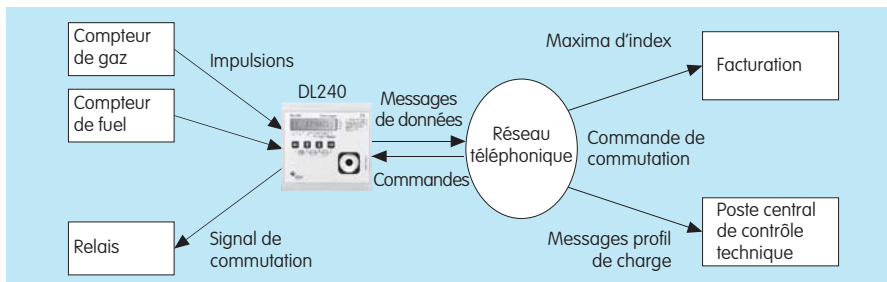 Compteur
de gaz
Impulsions
Compteur
de fuel
DL240
Messages
de données
Commandes
Relais
Signal de
commutation
Réseau
téléphonique
Maxima d'index
Facturation
Commande de
commutation
Messages profil
de charge
Poste central
de contrôle
technique